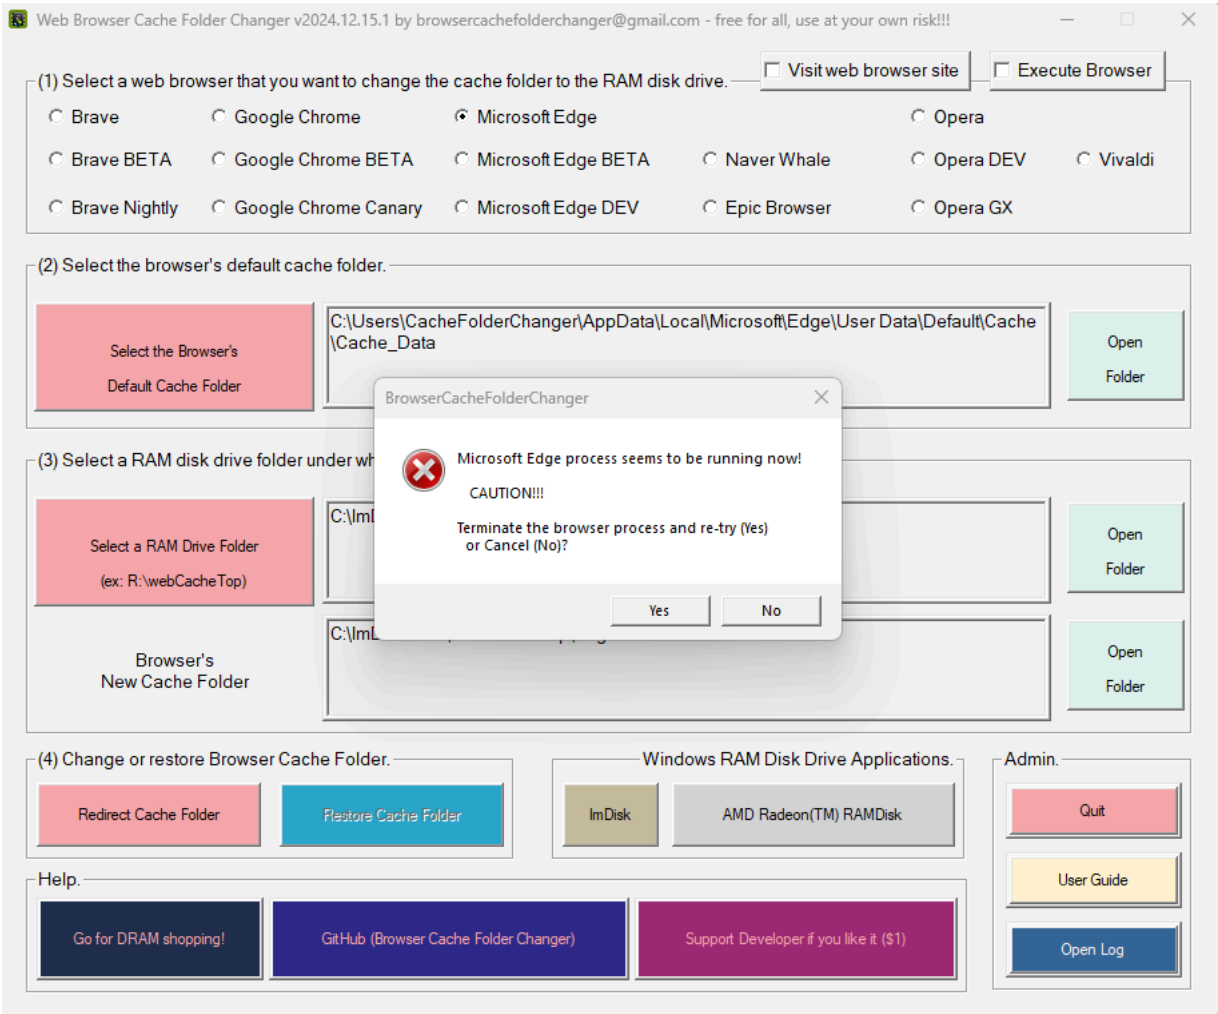 Web Browser Cache Folder Changer v2024.12.15.1 by browsercachefolderchanger@gmail.com - free for all, use at your own risk!!!
(1) Select a web browser that you want to change the cache folder to the RAM disk drive.
Visit web browser site
Execute Browser
Brave
Google Chrome
Microsoft Edge
Opera
Brave BETA
Google Chrome BETA
Microsoft Edge BETA
Naver Whale
Opera DEV
Vivaldi
Brave Nightly
Google Chrome Canary
Microsoft Edge DEV
Epic Browser
Opera GX
(2) Select the browser's default cache folder.
Select the Browser's
Default Cache Folder
C:\Users\CacheFolderChanger\AppData\Local\Microsoft\Edge\User Data\Default\Cache
\Cache_Data
Open
Folder
BrowserCacheFolderChanger
Microsoft Edge process seems to be running now!
CAUTION!!!
Terminate the browser process and re-try (Yes)
or Cancel (No)?
Yes
No
(3) Select a RAM disk drive folder under
Select a RAM Drive Folder
(ex: R:\webCacheTop)
C:\Im
Open
Folder
Browser's
New Cache Folder
C:\Im
Open
Folder
(4) Change or restore Browser Cache Folder.
Redirect Cache Folder
Restore Cache Folder
Windows RAM Disk Drive Applications.
ImDisk
AMD Radeon(TM) RAMDisk
Admin.
Quit
User Guide
Open Log
Help.
Go for DRAM shopping!
GitHub (Browser Cache Folder Changer)
Support Developer if you like it ($1)